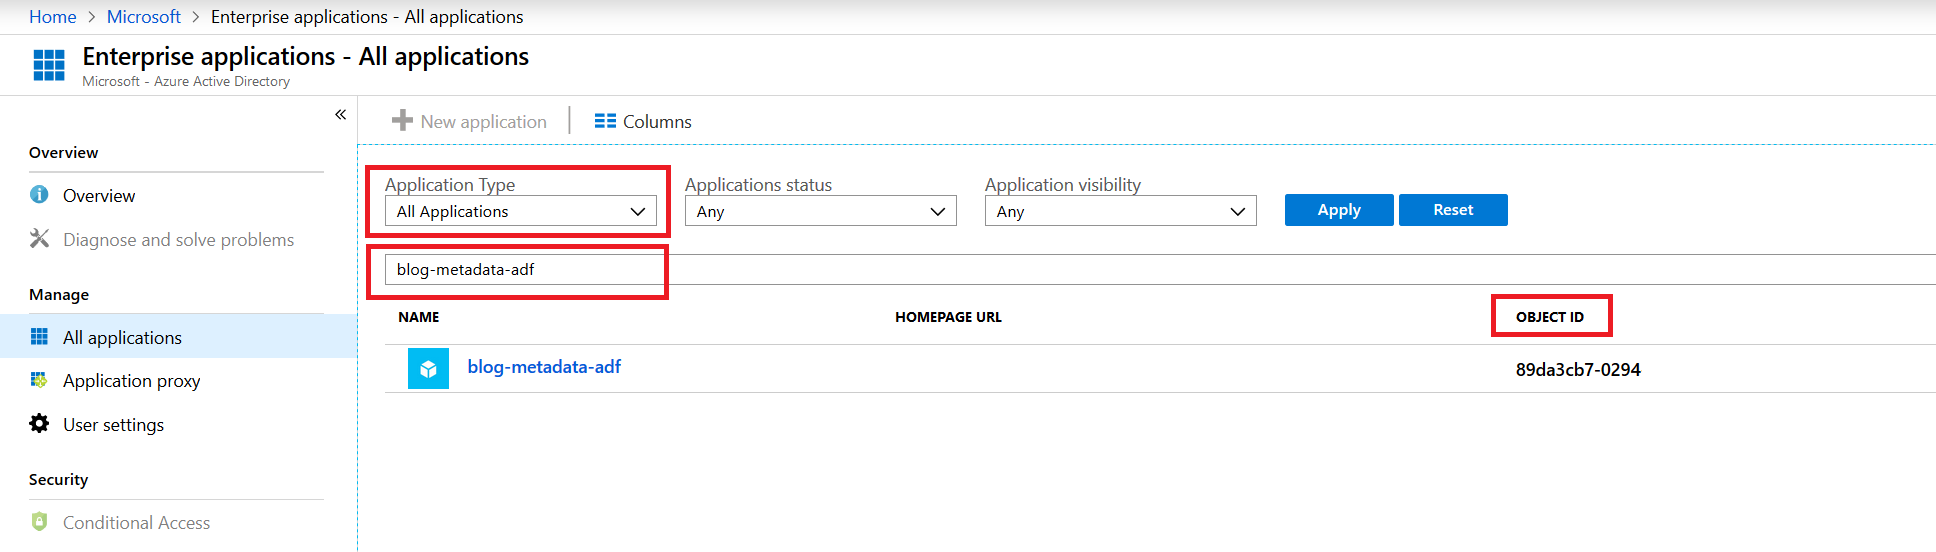 Home > Microsoft > Enterprise applications - All applications
Enterprise applications - All applications
Microsoft - Azure Active Directory
«
Overview
Overview
Diagnose and solve problems
Manage
All applications
Application proxy
User settings
Security
Conditional Access
New application | Columns
Application Type Applications status Application visibility
All Applications Any Any Apply Reset
blog-metadata-adf
NAME HOMEPAGE URL OBJECT ID
blog-metadata-adf 89da3cb7-0294